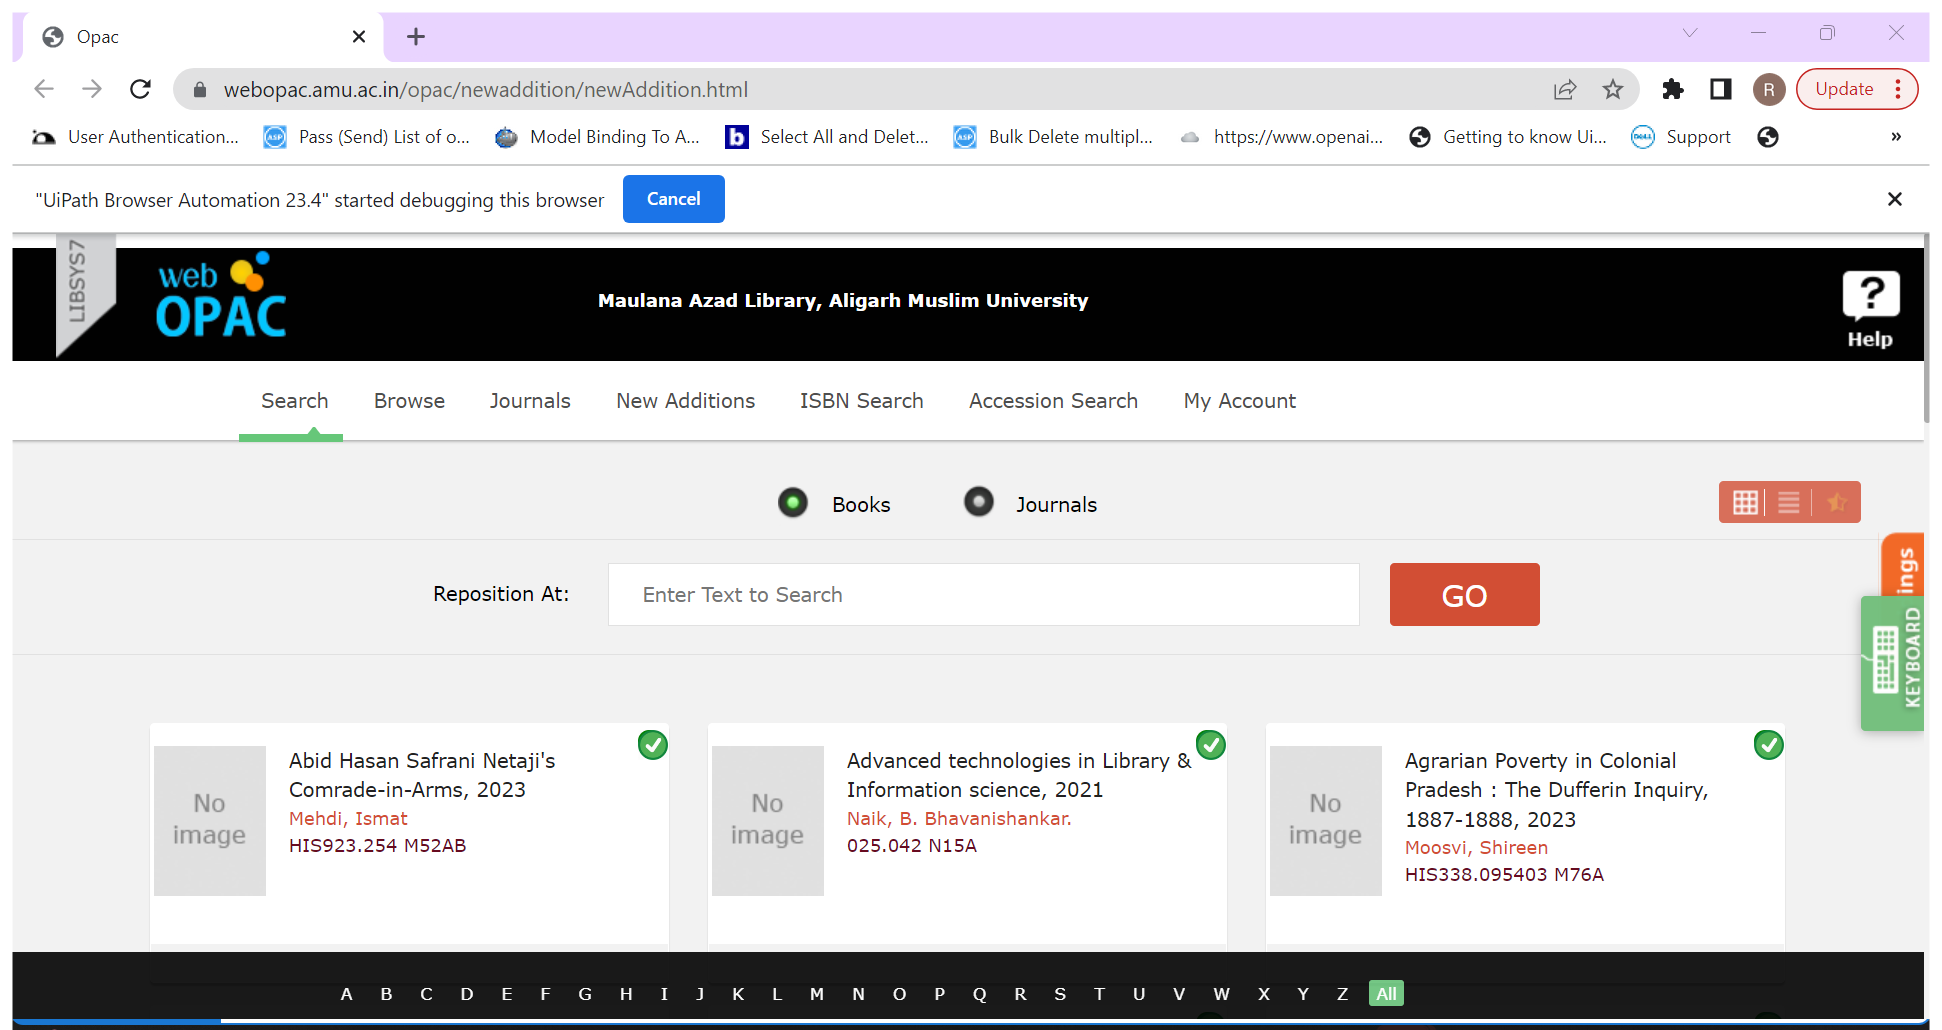 Opac
webopac.amu.ac.in/opac/newaddition/newAddition.html
R
Update
User Authentication...
Pass (Send) List of o...
Model Binding To A...
b
Select All and Delet...
Bulk Delete multipl...
https://www.openai...
Getting to know Ui...
Support
»
"UiPath Browser Automation 23.4" started debugging this browser
Cancel
LIBSYS7
web
OPAC
Maulana Azad Library, Aligarh Muslim University
?
Help
Search
Browse
Journals
New Additions
ISBN Search
Accession Search
My Account
Books
Journals
Reposition At:
Enter Text to Search
GO
ings
KEYBOARD
No
image
Abid Hasan Safrani Netaji's
Comrade-in-Arms, 2023
Mehdi, Ismat
HIS923.254 M52AB
No
image
Advanced technologies in Library &
Information science, 2021
Naik, B. Bhavanishankar.
025.042 N15A
No
image
Agrarian Poverty in Colonial
Pradesh : The Dufferin Inquiry,
1887-1888, 2023
Moosvi, Shireen
HIS338.095403 M76A
A B C D E F G H I J K L M N O P Q R S T U V W X Y Z All